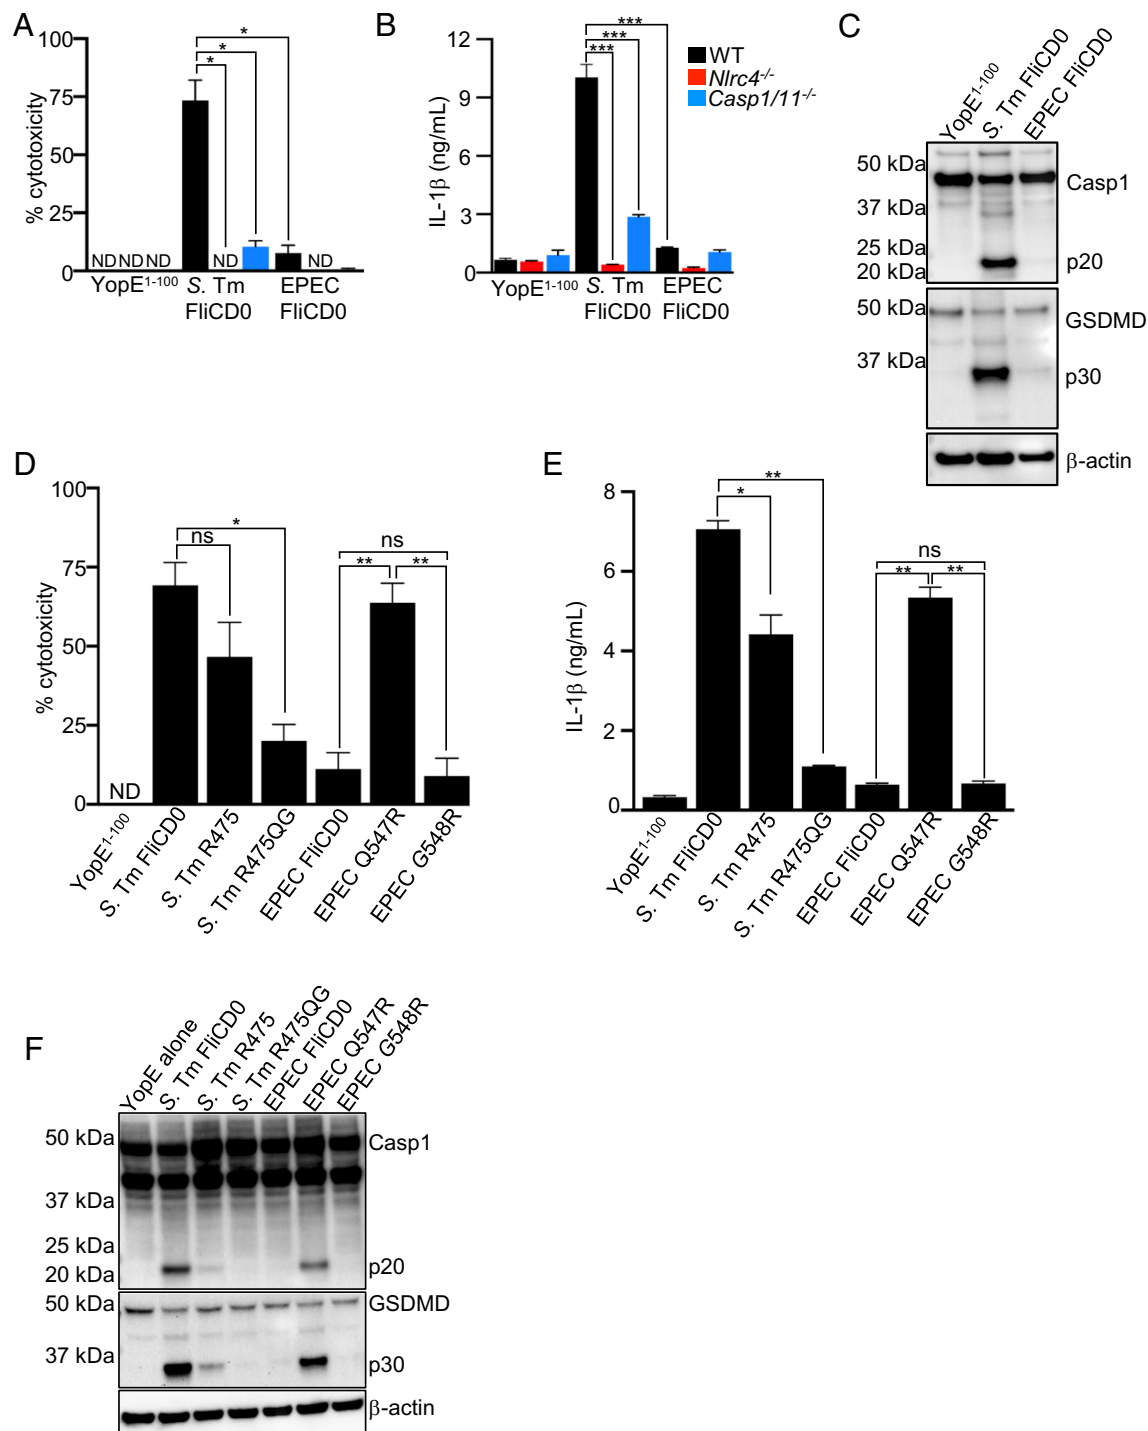 A
100
75
50
25
0
% cytotoxicity
*
*
*
ND ND ND
ND
ND
YopE1-100 S. Tm EPEC
FliCD0 FliCD0
B
12
9
6
3
0
IL-1β (ng/mL)
***
***
***
WT
Nlrc4-/-
Casp1/11-/-
YopE1-100 S. Tm EPEC
FliCD0 FliCD0
C
YopE1-100
S. Tm FliCD0
EPEC FliCD0
50 kDa
Casp1
37 kDa
25 kDa
p20
20 kDa
50 kDa
GSDMD
37 kDa
p30
β-actin
D
100
75
50
25
0
% cytotoxicity
*
ns
ns
** **
ND
YopE1-100
S. Tm FliCD0
S. Tm R475
S. Tm R475QG
EPEC FliCD0
EPEC Q547R
EPEC G548R
E
8
6
4
2
0
IL-1β (ng/mL)
**
*
ns
** **
YopE1-100
S. Tm FliCD0
S. Tm R475
S. Tm R475QG
EPEC FliCD0
EPEC Q547R
EPEC G548R
F
YopE alone
S. Tm FliCD0
S. Tm R475
S. Tm R475QG
EPEC FliCD0
EPEC Q547R
EPEC G548R
50 kDa
Casp1
37 kDa
25 kDa
p20
20 kDa
50 kDa
GSDMD
37 kDa
p30
β-actin